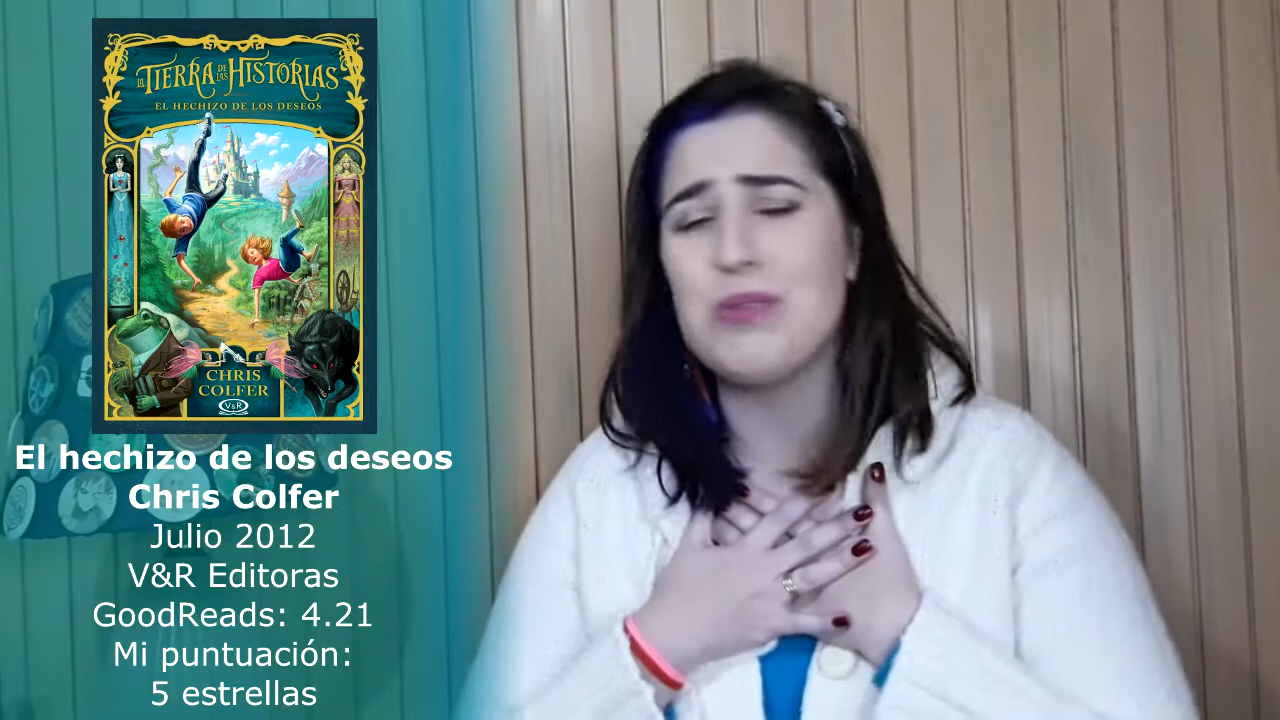 LA TIERRA DE LAS HISTORIAS
EL HECHIZO DE LOS DESEOS
CHRIS
COLFER
V&R
El hechizo de los deseos
Chris Colfer
Julio 2012
V&R Editoras
GoodReads: 4.21
Mi puntuación:
5 estrellas